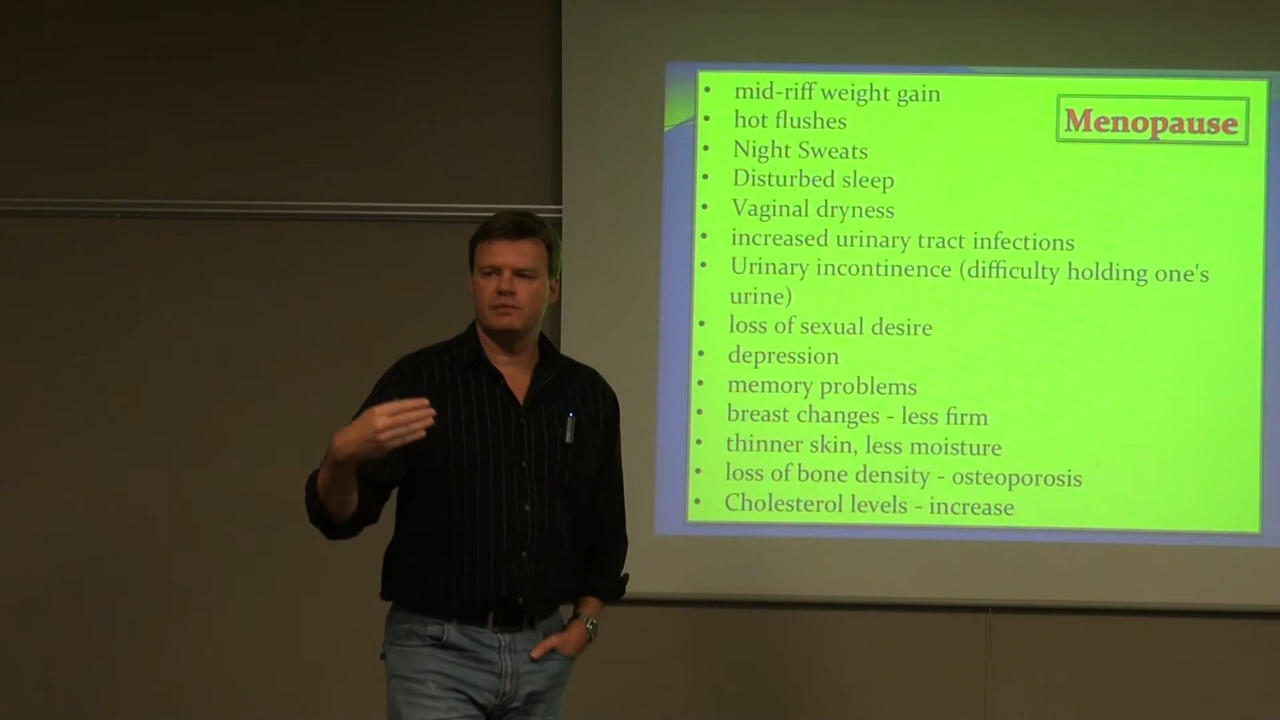 Menopause
• mid-riff weight gain
• hot flushes
• Night Sweats
• Disturbed sleep
• Vaginal dryness
• increased urinary tract infections
• Urinary incontinence (difficulty holding one's
urine)
• loss of sexual desire
• depression
• memory problems
• breast changes - less firm
• thinner skin, less moisture
• loss of bone density - osteoporosis
• Cholesterol levels - increase